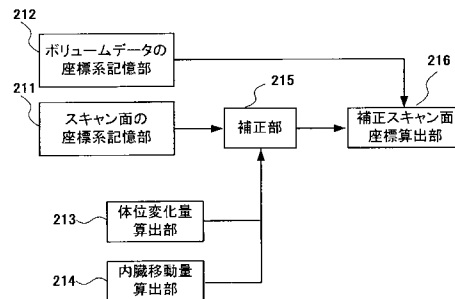 212
ボリュームデータの
座標系記憶部
211
スキャン面の
座標系記憶部
215
補正部
216
補正スキャン面
座標算出部
213
体位変化量
算出部
214
内臓移動量
算出部